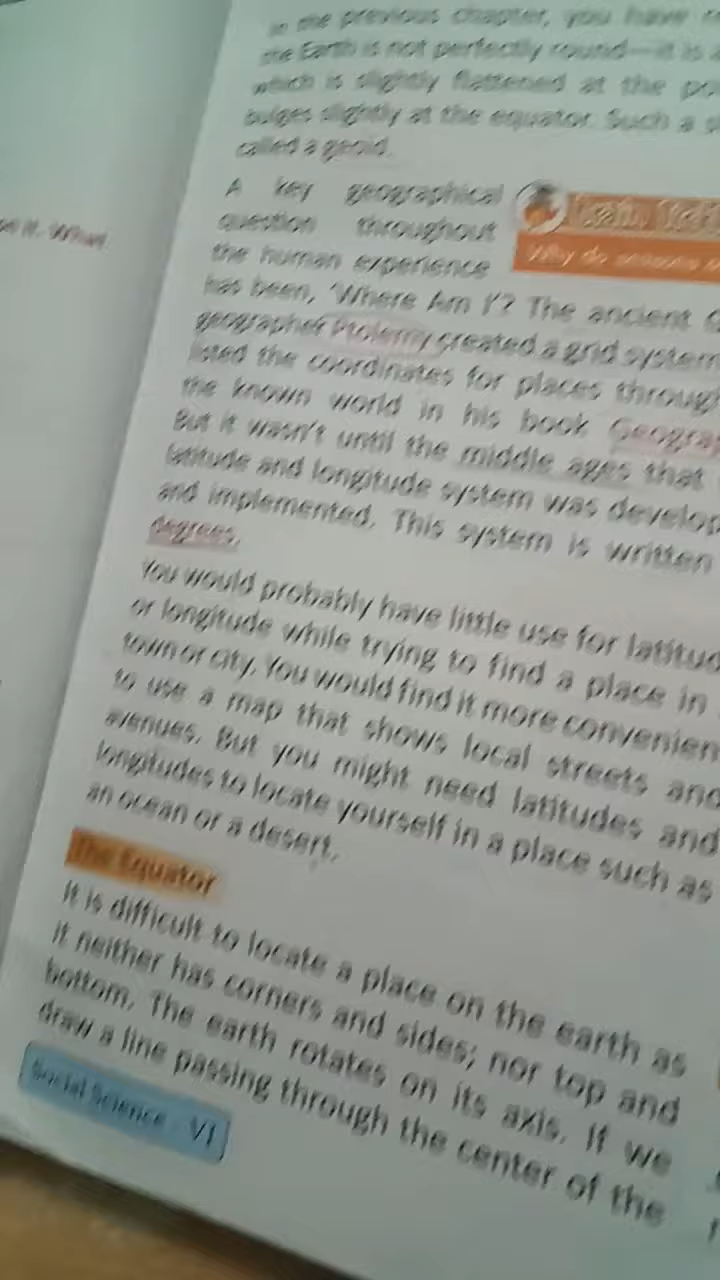 in the previous chapter, you have
the Earth is not perfectly round—it is a
which is slightly flattened at the
bulges slightly at the equator. Such a
called a geoid.
it. What
A key geographical
question throughout
the human experience
Why do seasons
has been, 'Where Am I'? The ancient
geographer Ptolemy created a grid system
listed the coordinates for places
the known world in his book
But it wasn't until the middle ages that
latitude and longitude system was
and implemented. This system is written
degrees.
You would probably have little use for
or longitude while trying to find a place in
town or city. You would find it more
to use a map that shows local streets and
avenues. But you might need latitudes and
longitudes to locate yourself in a place such as
an ocean or a desert.
The Equator
It is difficult to locate a place on the earth as
it neither has corners and sides; nor top and
bottom. The earth rotates on its axis. If we
draw a line passing through the center of the
Social Science - VI